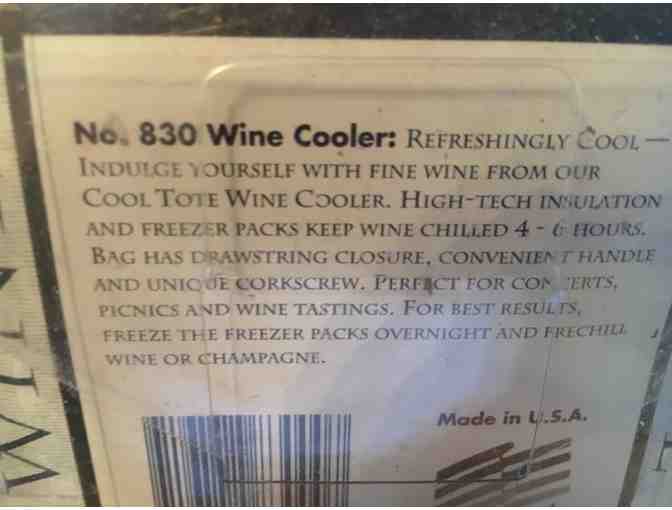 No. 830 Wine Cooler: REFRESHINGLY COOL —
INDULGE YOURSELF WITH FINE WINE FROM OUR
COOL TOTE WINE COOLER. HIGH-TECH INSULATION
AND FREEZER PACKS KEEP WINE CHILLED 4 - 6 HOURS.
BAG HAS DRAWSTRING CLOSURE, CONVENIENT HANDLE
AND UNIQUE CORKSCREW. PERFECT FOR CONCERTS,
PICNICS AND WINE TASTINGS. FOR BEST RESULTS,
FREEZE THE FREEZER PACKS OVERNIGHT AND PRECHILL
WINE OR CHAMPAGNE.
Made in U.S.A.